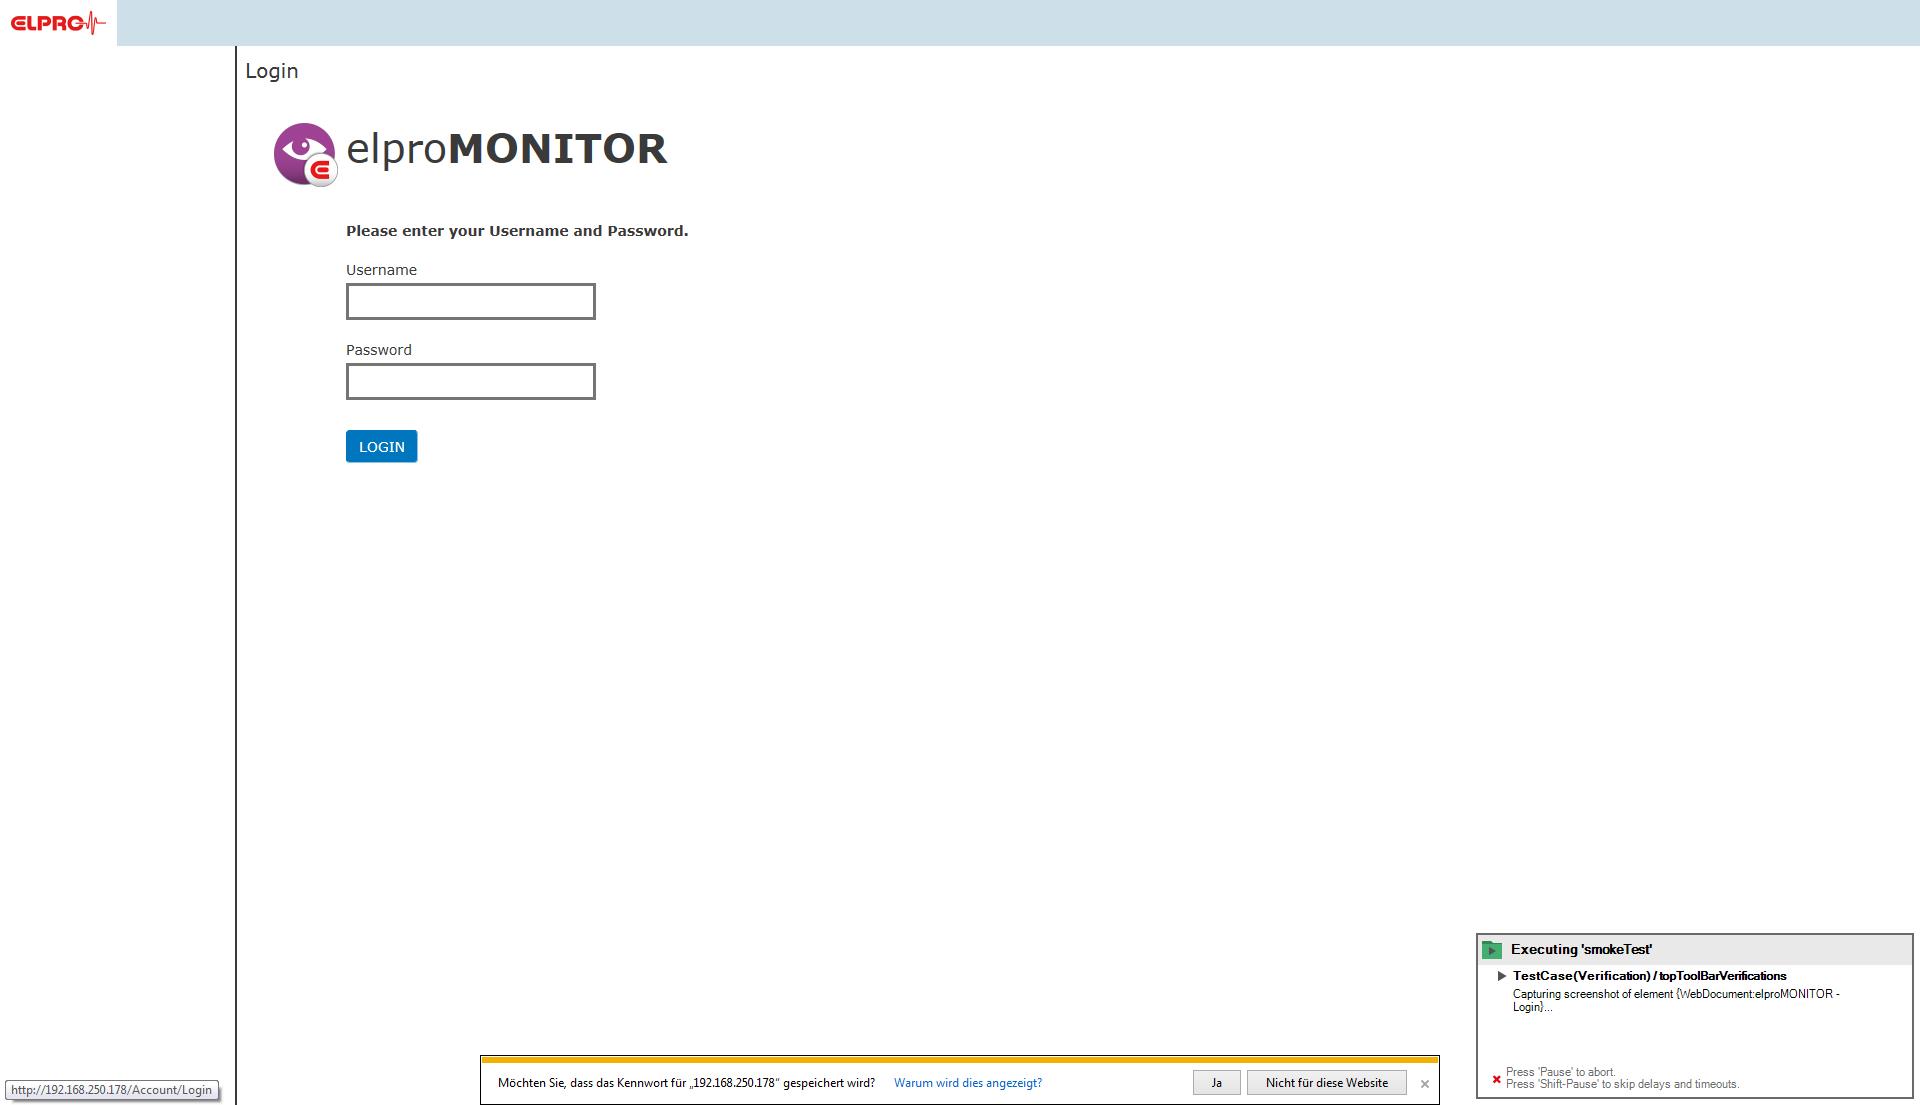 ELPRO
Login
elproMONITOR
Please enter your Username and Password.
Username
Password
LOGIN
Executing 'smokeTest'
TestCase(Verification) / topToolBarVerifications
Capturing screenshot of element {WebDocument:elproMONITOR -
Login}...
Press 'Pause' to abort.
Press 'Shift-Pause' to skip delays and timeouts.
Möchten Sie, dass das Kennwort für „192.168.250.178“ gespeichert wird? Warum wird dies angezeigt? Ja Nicht für diese Website
http://192.168.250.178/Account/Login